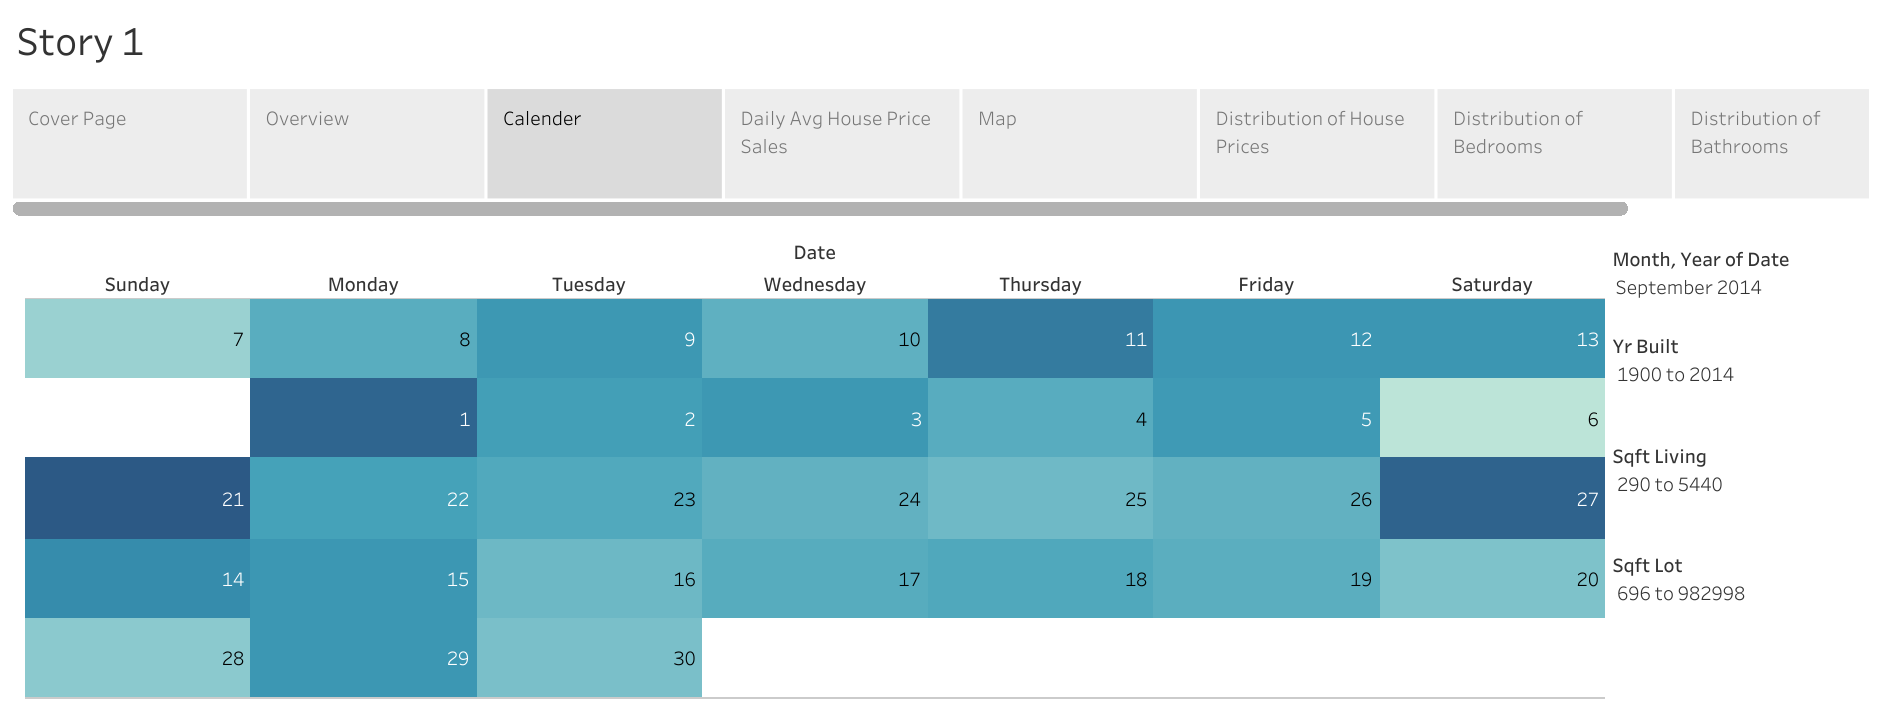 Story 1
Cover Page
Overview
Calender
Daily Avg House Price
Sales
Map
Distribution of House
Prices
Distribution of
Bedrooms
Distribution of
Bathrooms
Date
Sunday Monday Tuesday Wednesday Thursday Friday Saturday
7 8 9 10 11 12 13
1 2 3 4 5 6
21 22 23 24 25 26 27
14 15 16 17 18 19 20
28 29 30
Month, Year of Date
September 2014
Yr Built
1900 to 2014
Sqft Living
290 to 5440
Sqft Lot
696 to 982998